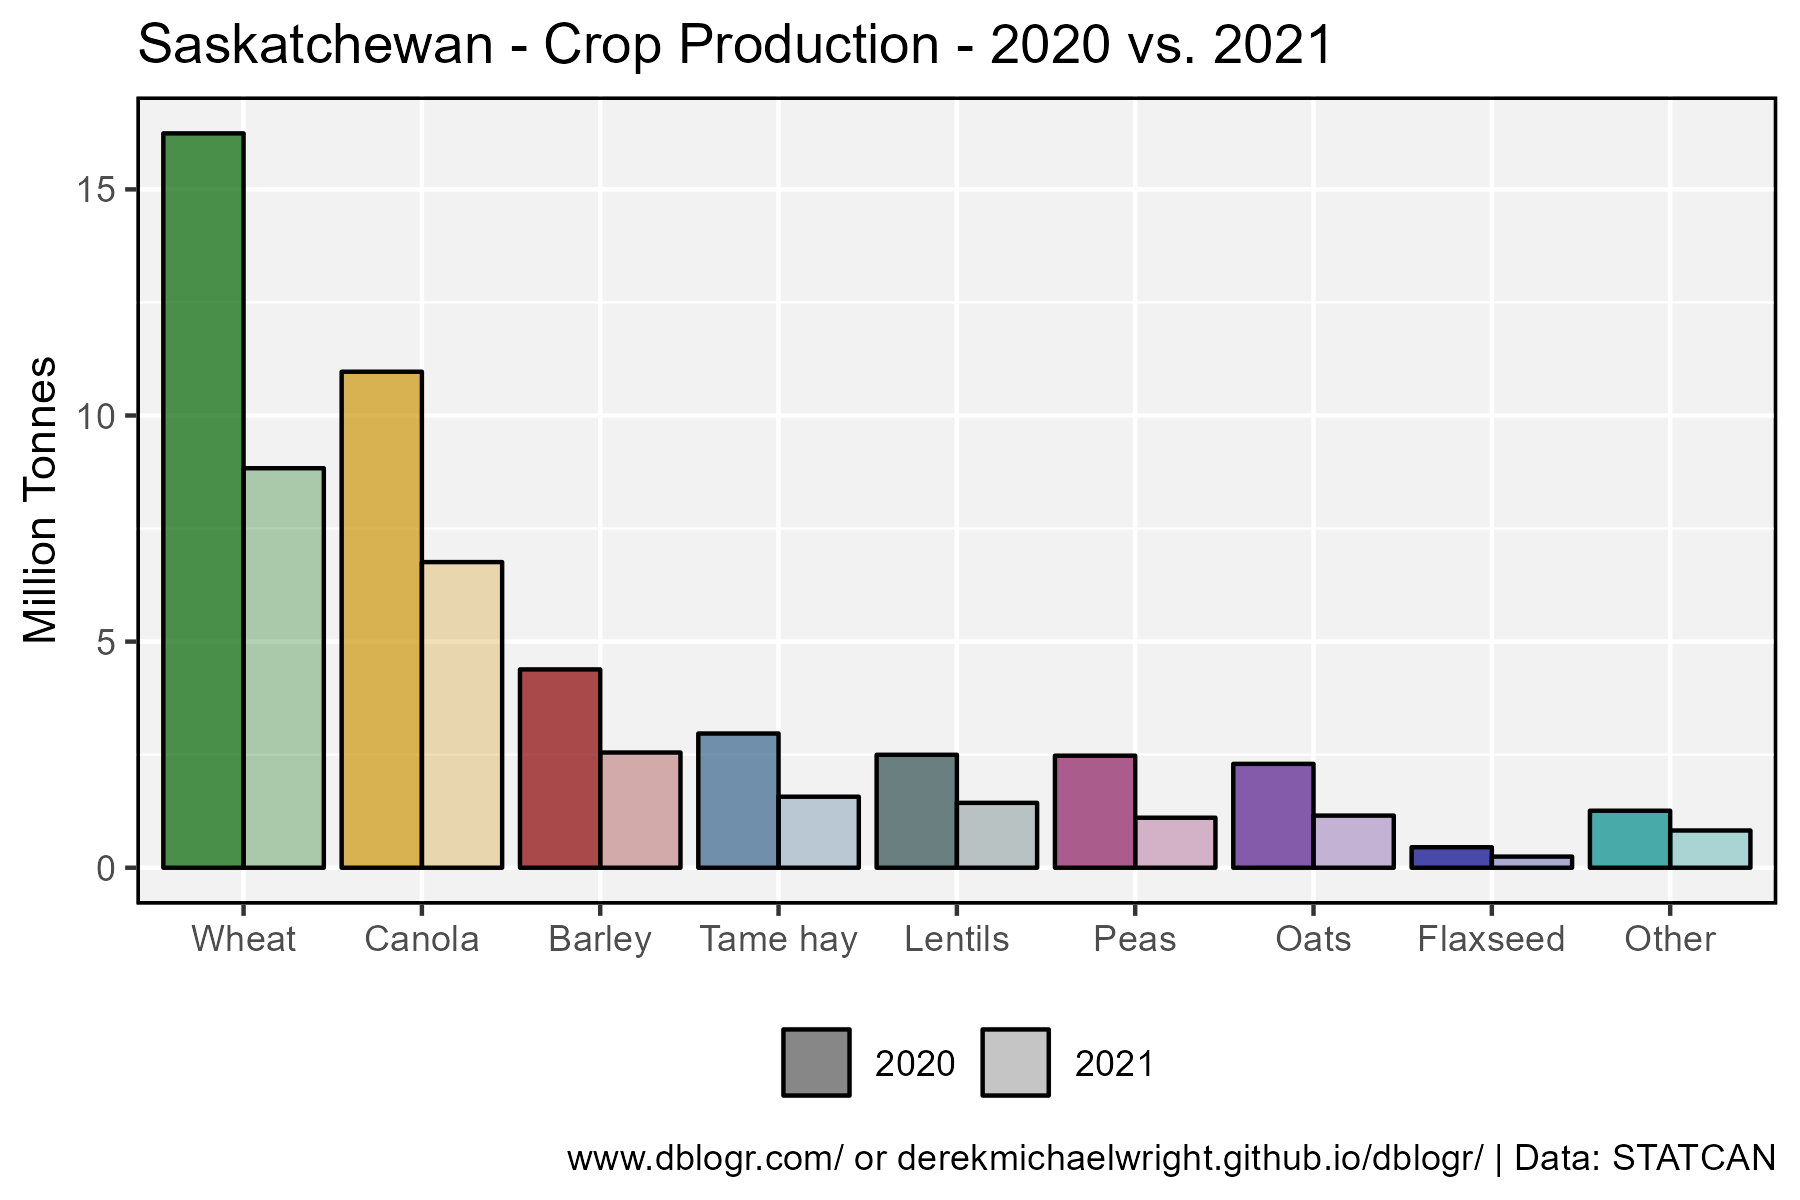 Saskatchewan - Crop Production - 2020 vs. 2021
Million Tonnes
15
10
5
0
Wheat Canola Barley Tame hay Lentils Peas Oats Flaxseed Other
2020 2021
www.dblogr.com/ or derekmichaelwright.github.io/dblogr/ | Data: STATCAN